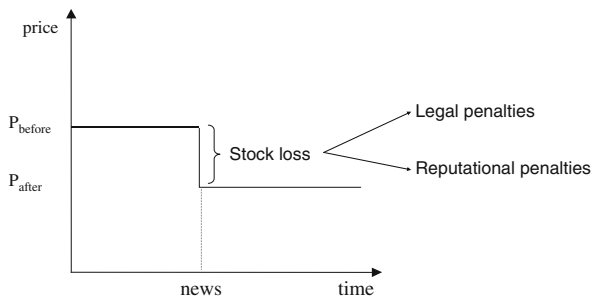 price
P_before
P_after
Stock loss
Legal penalties
Reputational penalties
news
time